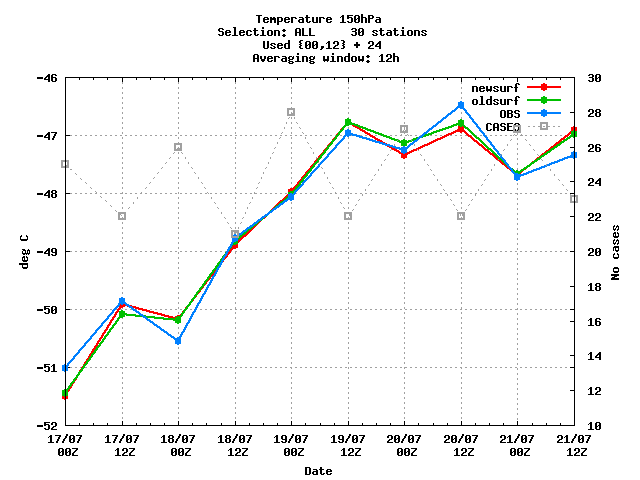 Temperature 150hPa
Selection: ALL     30 stations
Used {00,12} + 24
Averaging window: 12h
newsurf
oldsurf
OBS
CASES
deg C
-46
-47
-48
-49
-50
-51
-52
30
28
26
24
22
20
18
16
14
12
10
No cases
17/07 17/07 18/07 18/07 19/07 19/07 20/07 20/07 21/07 21/07
00Z 12Z 00Z 12Z 00Z 12Z 00Z 12Z 00Z 12Z
Date